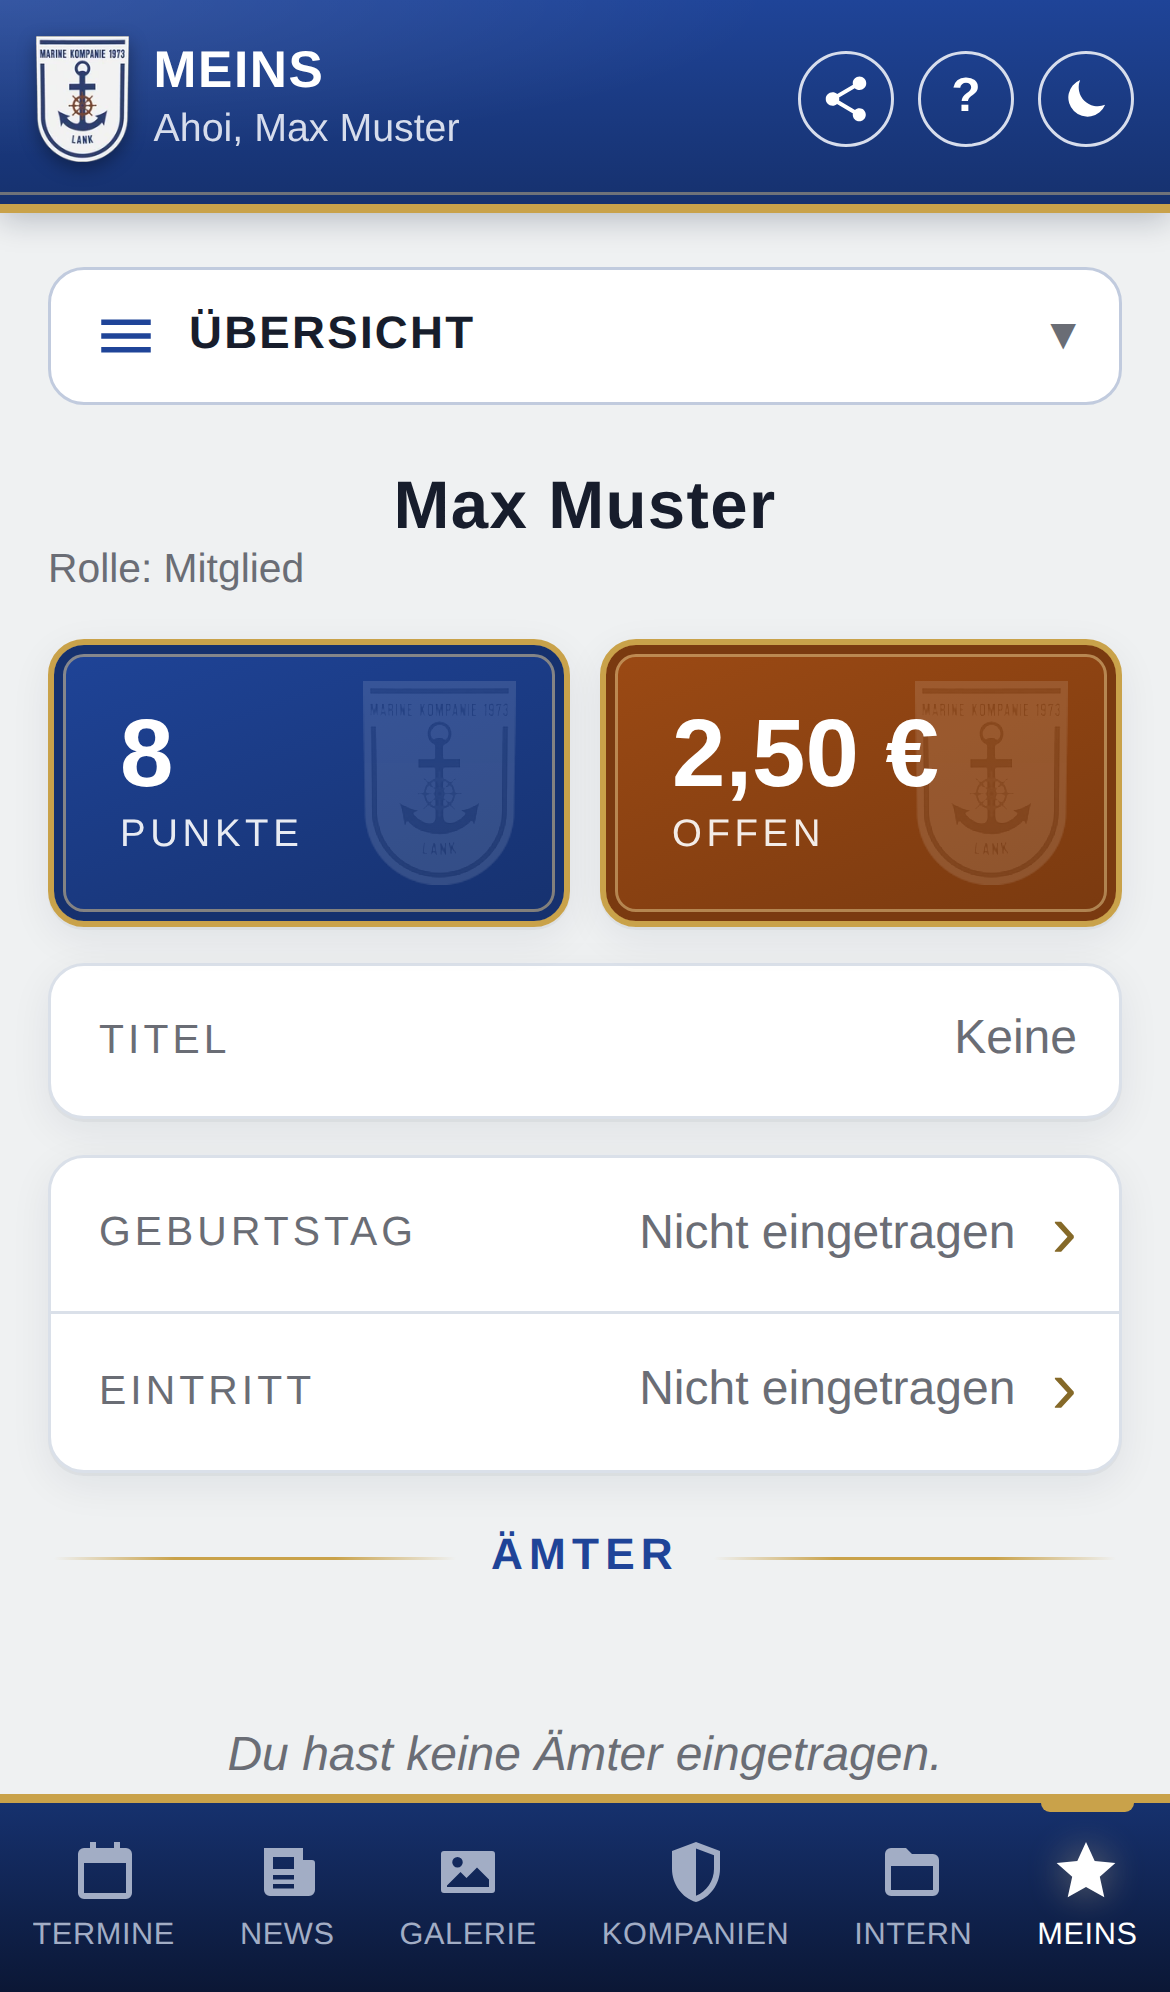 MARINE KOMPANIE 1973
LANK
MEINS
Ahoi, Max Muster
?
ÜBERSICHT
Max Muster
Rolle: Mitglied
MARINE KOMPANIE 1973
8
PUNKTE
LANK
MARINE KOMPANIE 1973
2,50 €
OFFEN
LANK
TITEL Keine
GEBURTSTAG Nicht eingetragen
EINTRITT Nicht eingetragen
ÄMTER
Du hast keine Ämter eingetragen.
TERMINE NEWS GALERIE KOMPANIEN INTERN MEINS